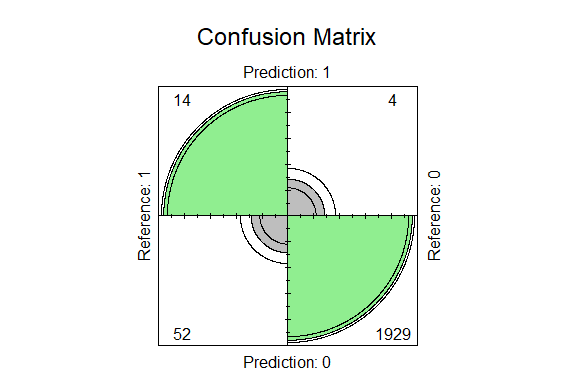 Confusion Matrix
Prediction: 1
14 4
Reference: 1
Reference: 0
52 1929
Prediction: 0